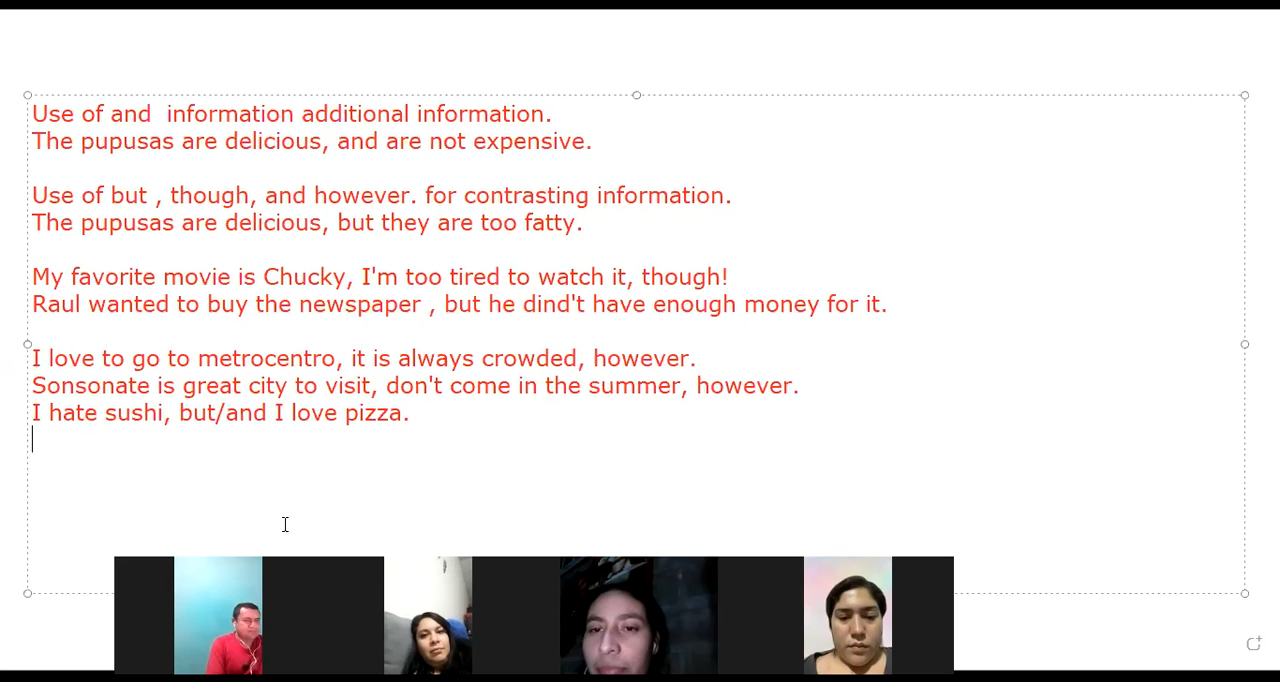 Use of and  information additional information.
The pupusas are delicious, and are not expensive.
Use of but , though, and however. for contrasting information.
The pupusas are delicious, but they are too fatty.
My favorite movie is Chucky, I'm too tired to watch it, though!
Raul wanted to buy the newspaper , but he dind't have enough money for it.
I love to go to metrocentro, it is always crowded, however.
Sonsonate is great city to visit, don't come in the summer, however.
I hate sushi, but/and I love pizza.